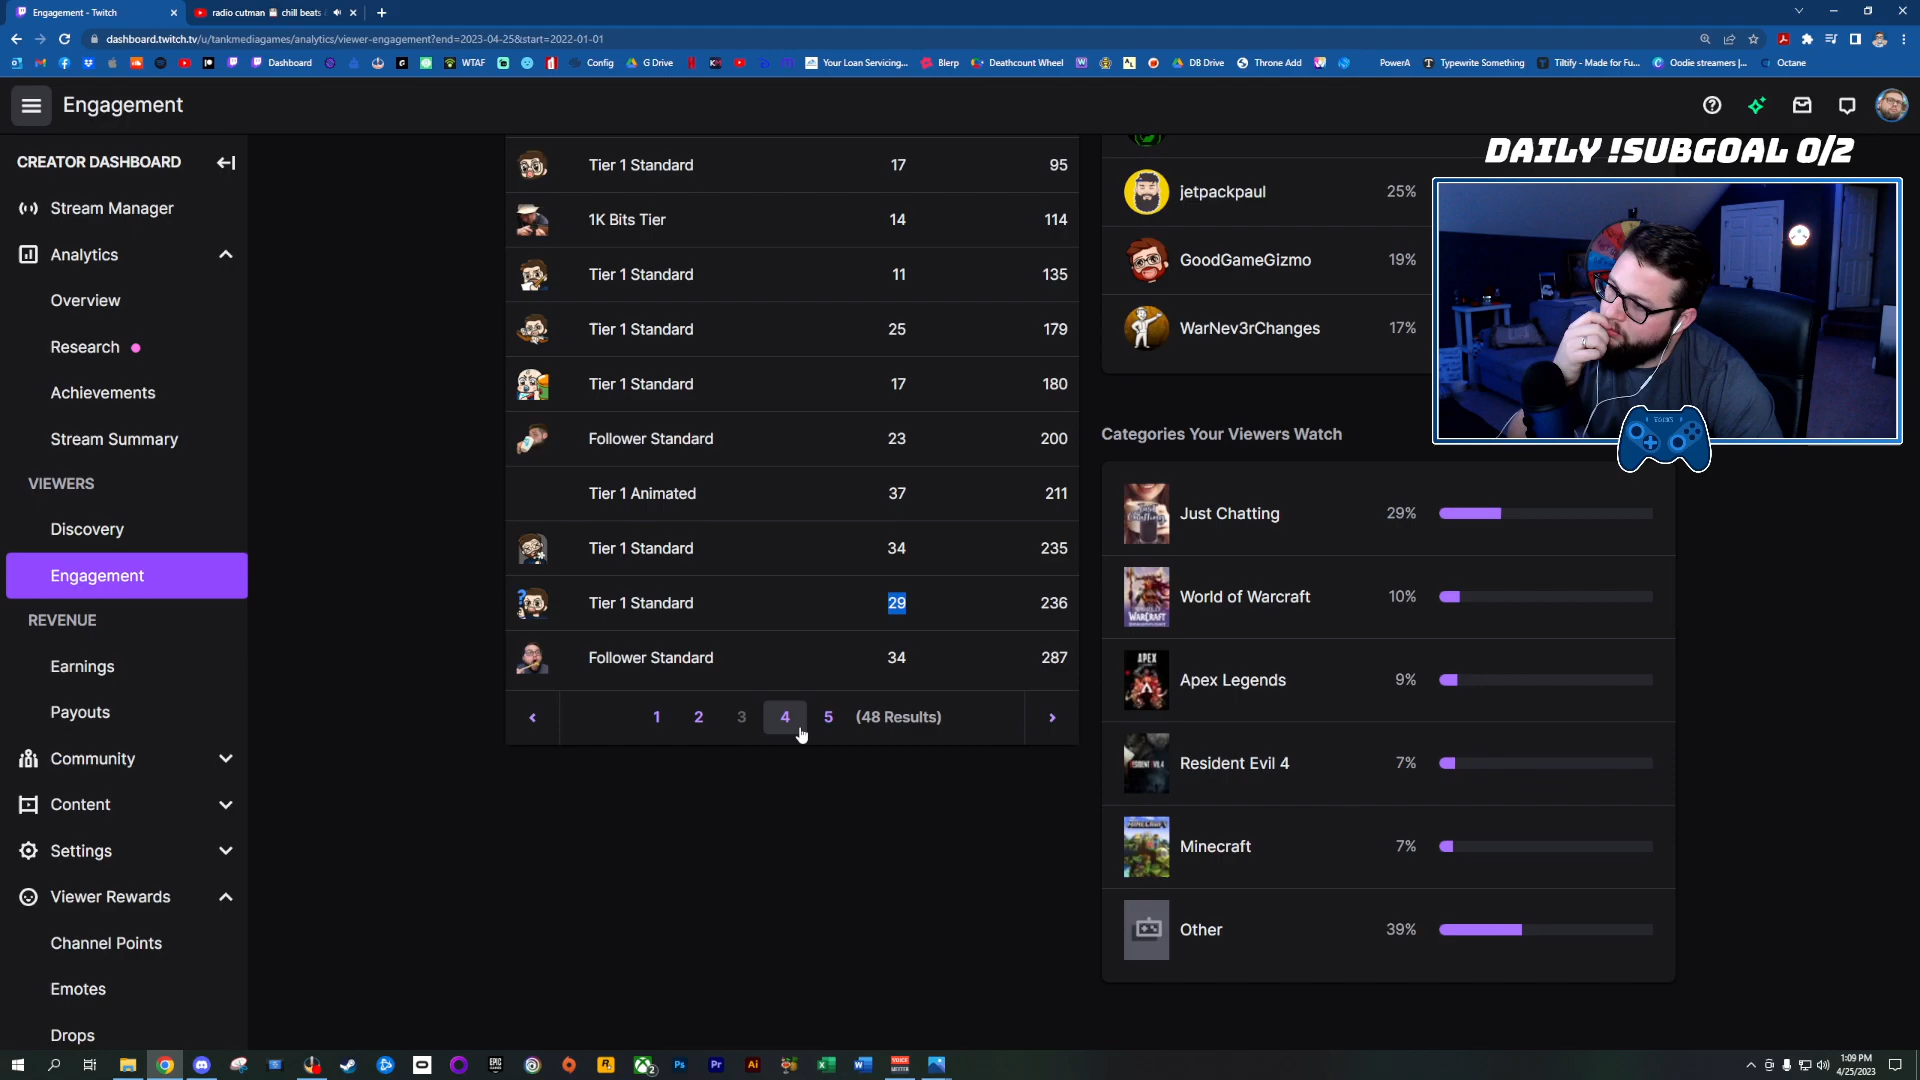 Engagement - Twitch
radio cutman 💾 chill beats
dashboard.twitch.tv/u/tankmediagames/analytics/viewer-engagement?end=2023-04-25&start=2022-01-01
WTAF
Dashboard
Config
G Drive
Your Loan Servicing...
Blerp
Deathcount Wheel
DB Drive
Throne Add
PowerA
Typewrite Something
Tiltify - Made for Fu...
Oodie streamers |...
Octane
Engagement
DAILY !SUBGOAL 0/2
CREATOR DASHBOARD
Stream Manager
Analytics
Overview
Research
Achievements
Stream Summary
VIEWERS
Discovery
Engagement
REVENUE
Earnings
Payouts
Community
Content
Settings
Viewer Rewards
Channel Points
Emotes
Drops
Tier 1 Standard 17 95
1K Bits Tier 14 114
Tier 1 Standard 11 135
Tier 1 Standard 25 179
Tier 1 Standard 17 180
Follower Standard 23 200
Tier 1 Animated 37 211
Tier 1 Standard 34 235
Tier 1 Standard 29 236
Follower Standard 34 287
1 2 3 4 5 (48 Results)
jetpackpaul 25%
GoodGameGizmo 19%
WarNev3rChanges 17%
Categories Your Viewers Watch
Just Chatting 29%
World of Warcraft 10%
Apex Legends 9%
Resident Evil 4 7%
Minecraft 7%
Other 39%
1:09 PM
4/25/2023